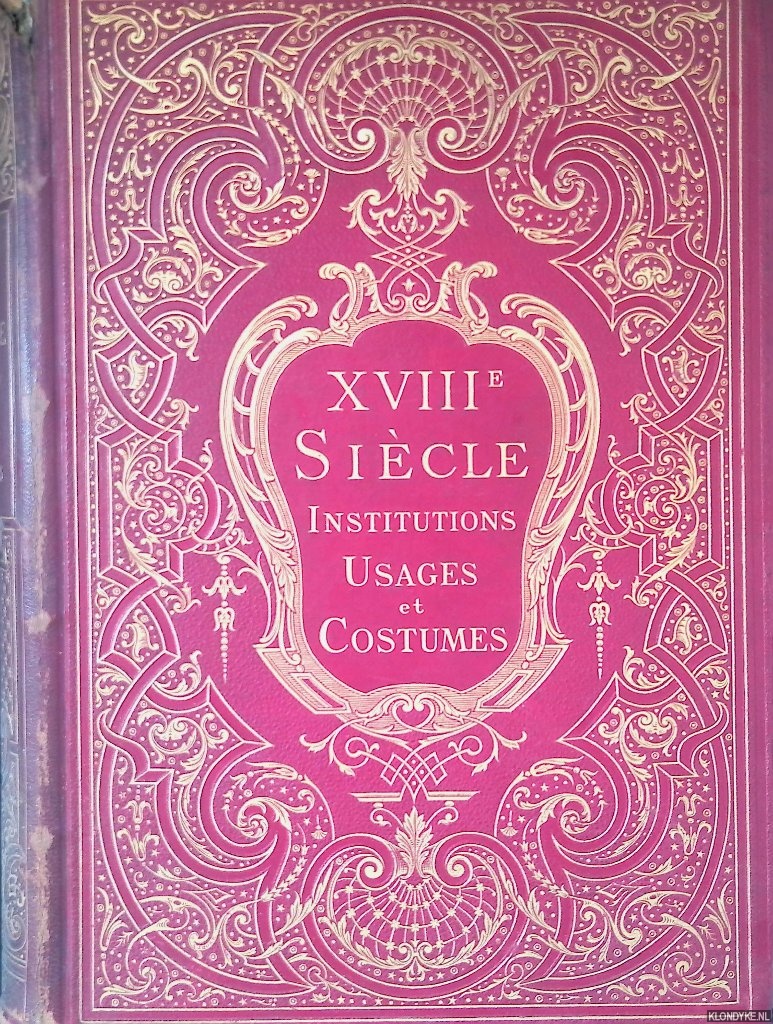 XVIIIE
SIÈCLE
INSTITUTIONS
USAGES
et
COSTUMES
KLONDYKE.NL